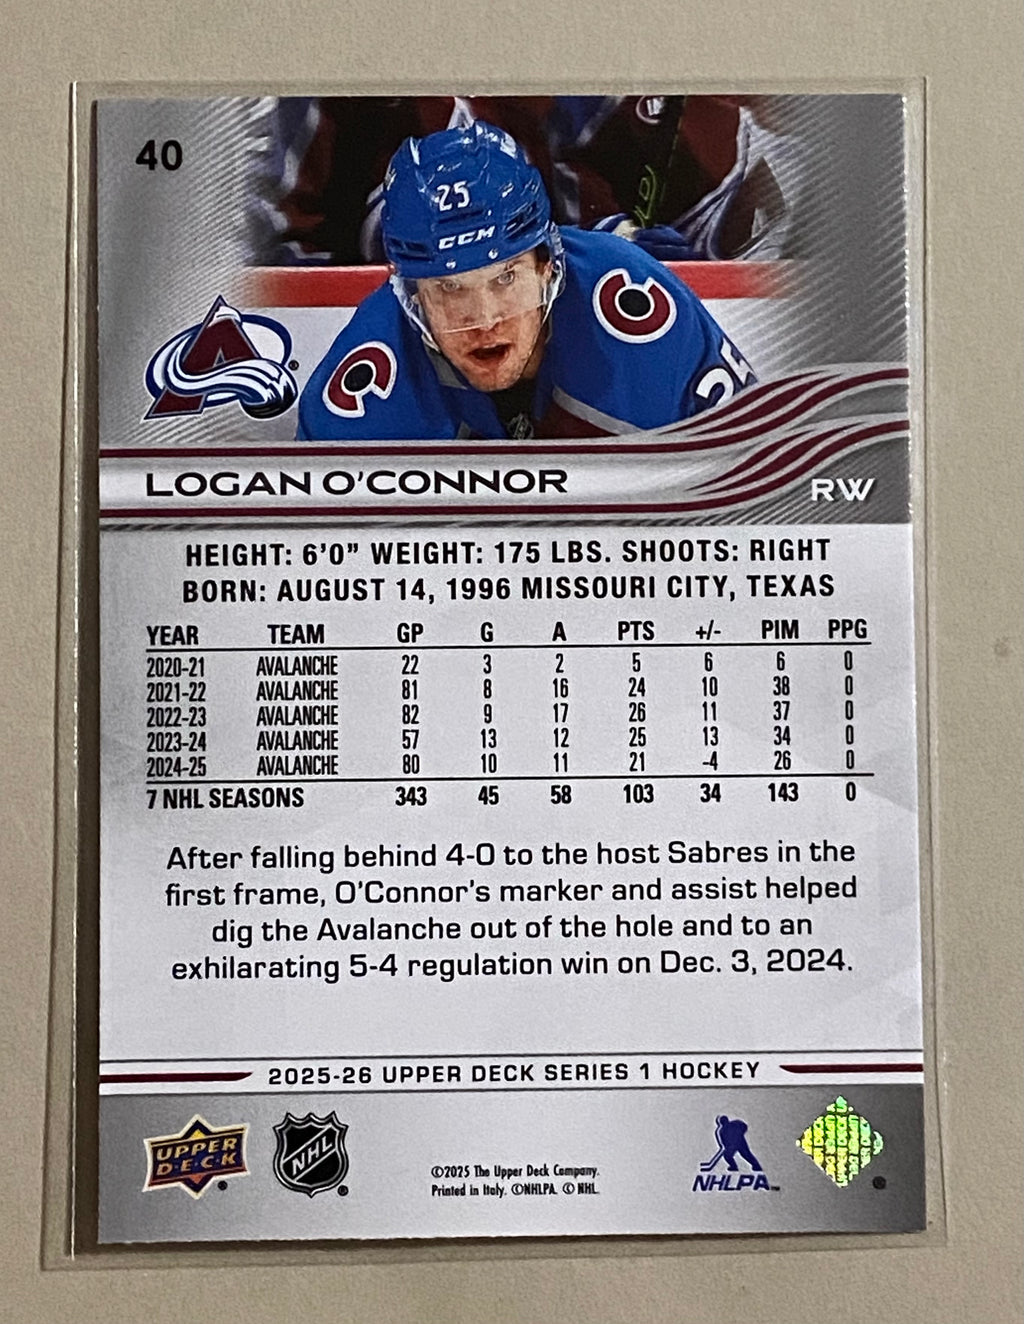 40
25
CCM
25
LOGAN O'CONNOR
RW
HEIGHT: 6'0" WEIGHT: 175 LBS. SHOOTS: RIGHT
BORN: AUGUST 14, 1996 MISSOURI CITY, TEXAS
YEAR TEAM GP G A PTS +/- PIM PPG
2020-21 AVALANCHE 22 3 2 5 6 6 0
2021-22 AVALANCHE 81 8 16 24 10 38 0
2022-23 AVALANCHE 82 9 17 26 11 37 0
2023-24 AVALANCHE 57 13 12 25 13 34 0
2024-25 AVALANCHE 80 10 11 21 -4 26 0
7 NHL SEASONS 343 45 58 103 34 143 0
After falling behind 4-0 to the host Sabres in the
first frame, O'Connor's marker and assist helped
dig the Avalanche out of the hole and to an
exhilarating 5-4 regulation win on Dec. 3, 2024.
2025-26 UPPER DECK SERIES 1 HOCKEY
UPPER
D•E•C•K
®
NHL
®
©2025 The Upper Deck Company.
Printed in Italy. ©NHLPA. © NHL.
NHLPA™
®